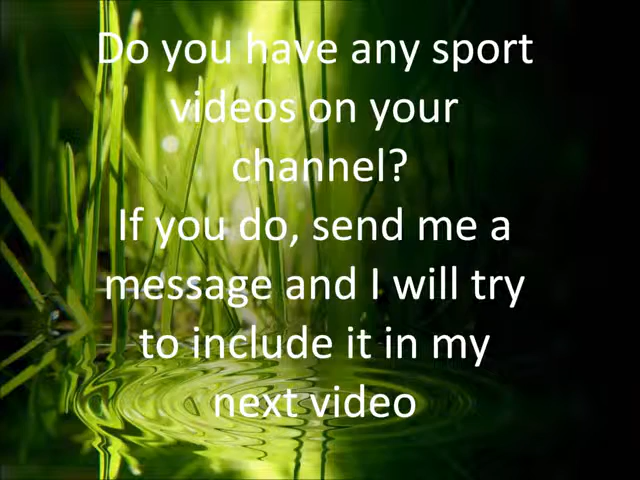 Do you have any sport
videos on your
channel?
If you do, send me a
message and I will try
to include it in my
next video